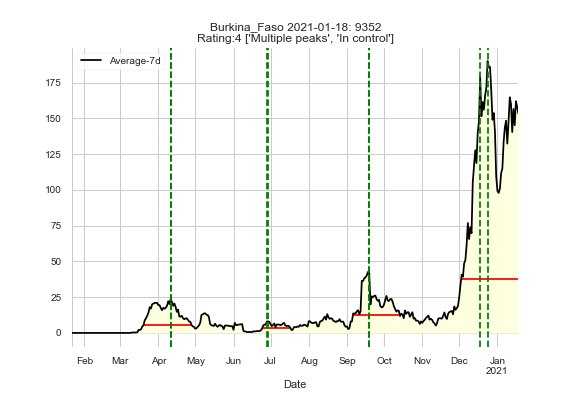 Burkina_Faso 2021-01-18: 9352
Rating:4 ['Multiple peaks', 'In control']
Average-7d
175
150
125
100
75
50
25
0
Feb Mar Apr May Jun Jul Aug Sep Oct Nov Dec Jan
2021
Date